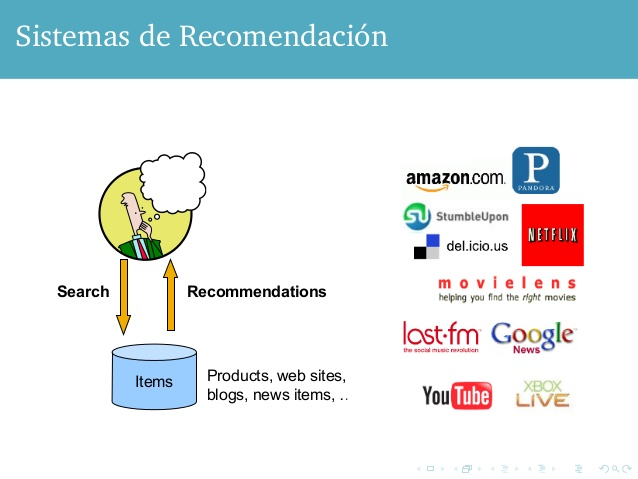 Sistemas de Recomendación
Search
Recommendations
Items
Products, web sites,
blogs, news items, ..
amazon.com.
P
PANDORA
SU
StumbleUpon
del.icio.us
NETFLIX
movielens
helping you find the right movies
last.fm
the social music revolution
Google
News
YouTube
XBOX
LIVE